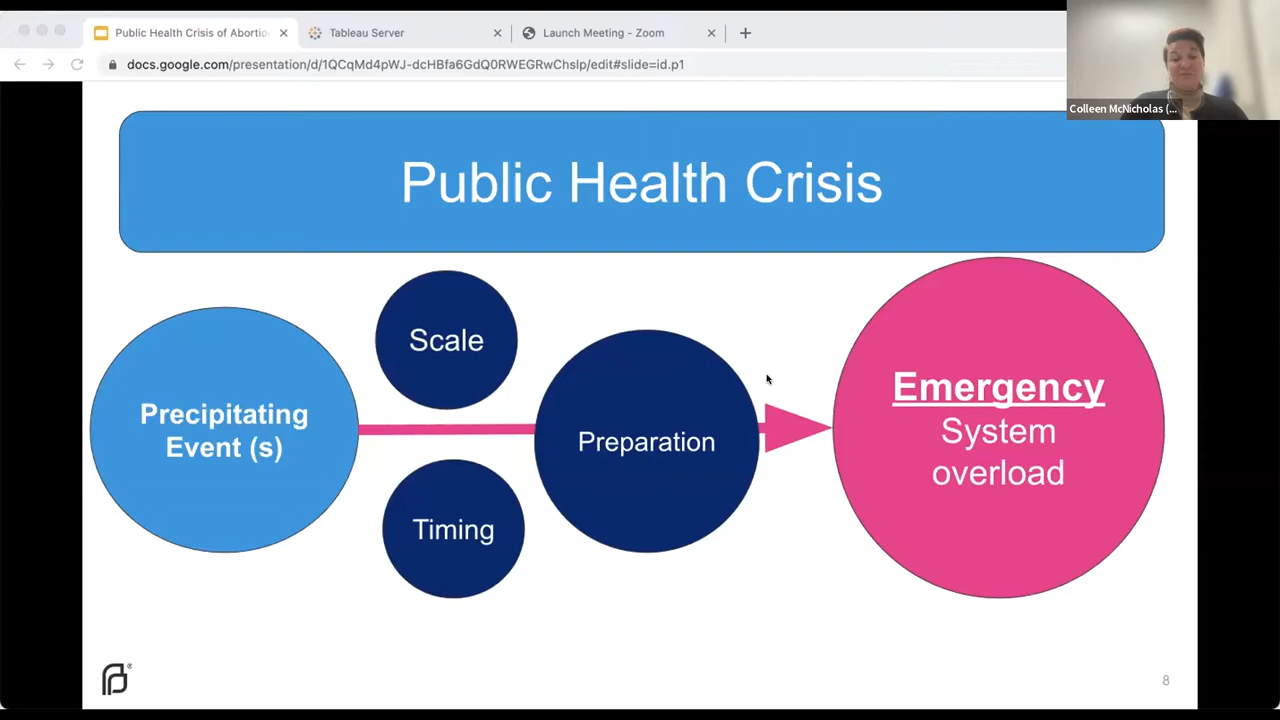 Public Health Crisis of Abortio
Tableau Server
Launch Meeting - Zoom
docs.google.com/presentation/d/1QCqMd4pWJ-dcHBfa6GdQ0RWEGRwChslp/edit#slide=id.p1
Colleen McNicholas (...
Public Health Crisis
Precipitating
Event (s)
Scale
Timing
Preparation
Emergency
System
overload
8